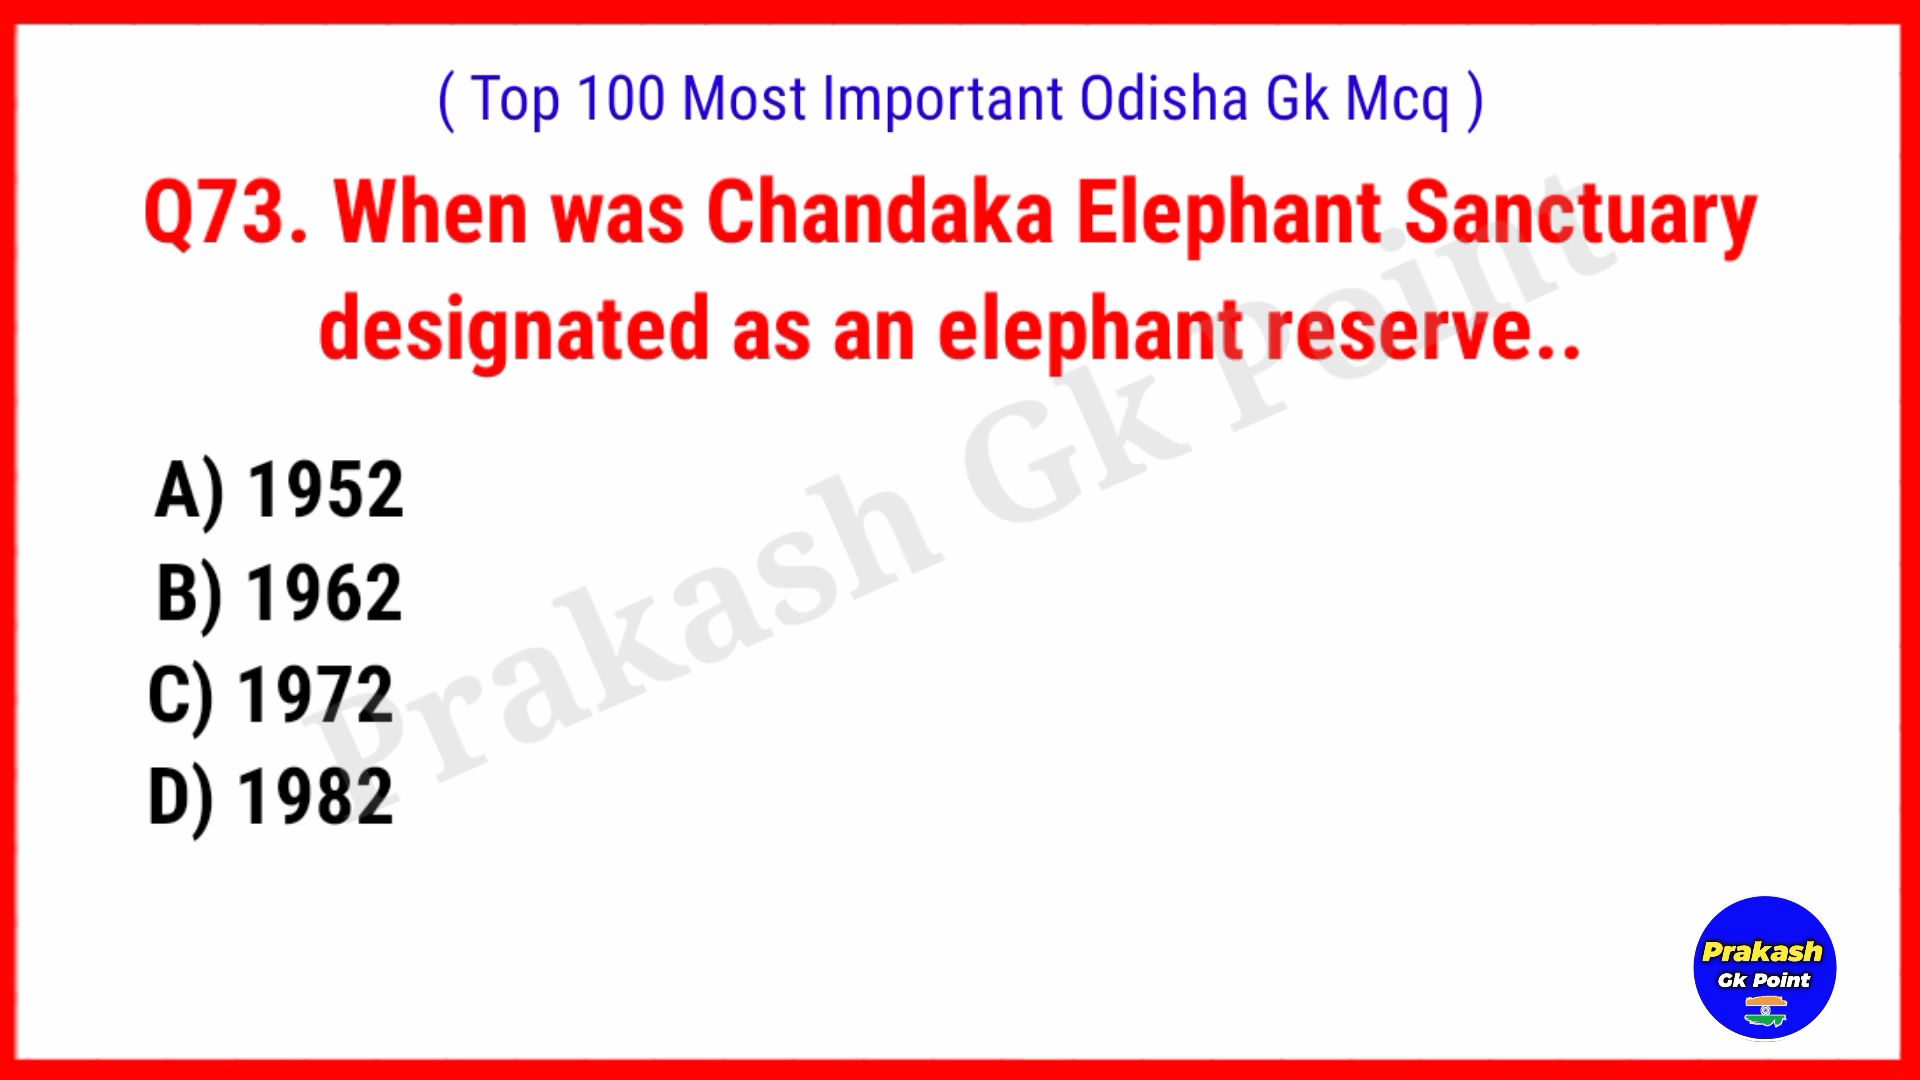 ( Top 100 Most Important Odisha Gk Mcq )
Q73. When was Chandaka Elephant Sanctuary
designated as an elephant reserve..
A) 1952
B) 1962
C) 1972
D) 1982
Prakash Gk Point
Prakash
Gk Point